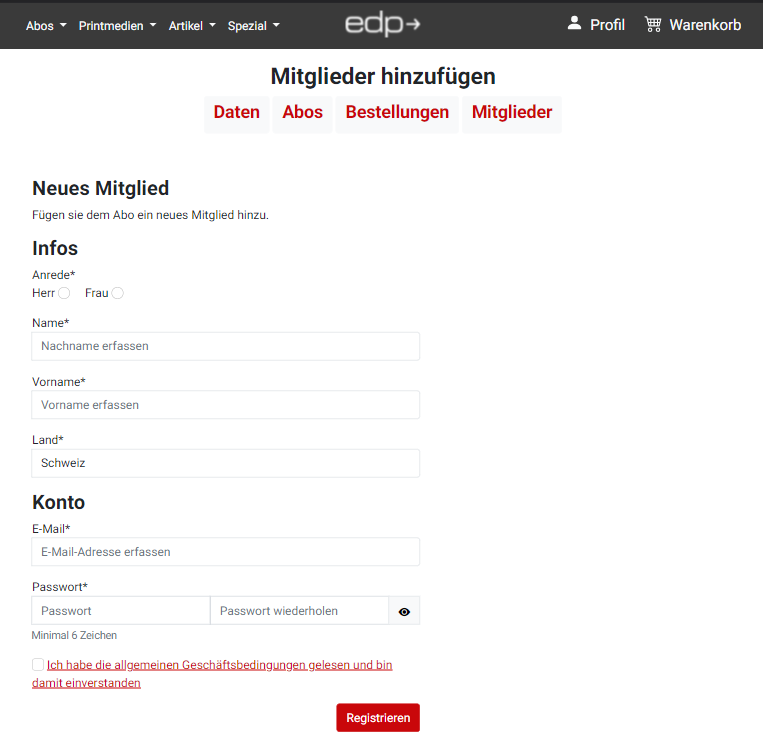 Abos Printmedien Artikel Spezial edp Profil Warenkorb
Mitglieder hinzufügen
Daten Abos Bestellungen Mitglieder
Neues Mitglied
Fügen sie dem Abo ein neues Mitglied hinzu.
Infos
Anrede*
Herr Frau
Name*
Nachname erfassen
Vorname*
Vorname erfassen
Land*
Schweiz
Konto
E-Mail*
E-Mail-Adresse erfassen
Passwort*
Passwort Passwort wiederholen
Minimal 6 Zeichen
Ich habe die allgemeinen Geschäftsbedingungen gelesen und bin
damit einverstanden
Registrieren